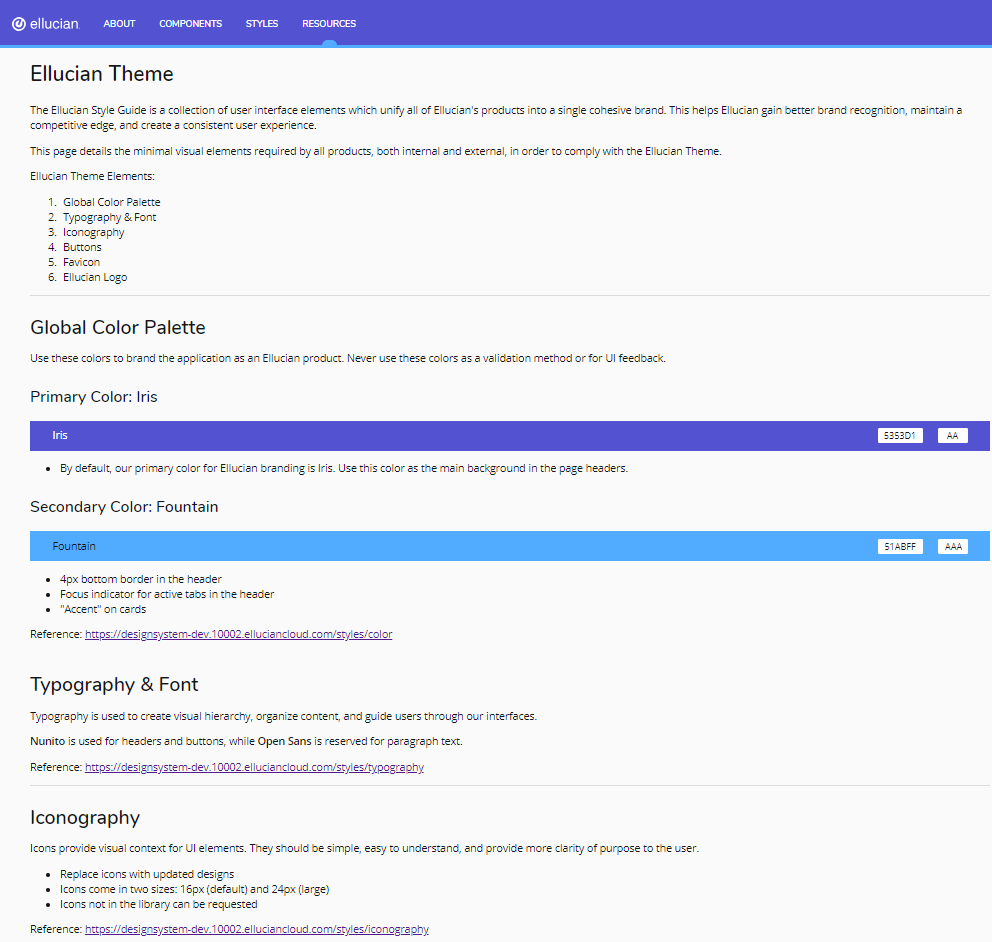 ellucian.
ABOUT COMPONENTS STYLES RESOURCES
Ellucian Theme
The Ellucian Style Guide is a collection of user interface elements which unify all of Ellucian's products into a single cohesive brand. This helps Ellucian gain better brand recognition, maintain a
competitive edge, and create a consistent user experience.
This page details the minimal visual elements required by all products, both internal and external, in order to comply with the Ellucian Theme.
Ellucian Theme Elements:
1. Global Color Palette
2. Typography & Font
3. Iconography
4. Buttons
5. Favicon
6. Ellucian Logo
Global Color Palette
Use these colors to brand the application as an Ellucian product. Never use these colors as a validation method or for UI feedback.
Primary Color: Iris
Iris 5353D1 AA
• By default, our primary color for Ellucian branding is Iris. Use this color as the main background in the page headers.
Secondary Color: Fountain
Fountain 51ABFF AAA
• 4px bottom border in the header
• Focus indicator for active tabs in the header
• "Accent" on cards
Reference: https://designsystem-dev.10002.elluciancloud.com/styles/color
Typography & Font
Typography is used to create visual hierarchy, organize content, and guide users through our interfaces.
Nunito is used for headers and buttons, while Open Sans is reserved for paragraph text.
Reference: https://designsystem-dev.10002.elluciancloud.com/styles/typography
Iconography
Icons provide visual context for UI elements. They should be simple, easy to understand, and provide more clarity of purpose to the user.
• Replace icons with updated designs
• Icons come in two sizes: 16px (default) and 24px (large)
• Icons not in the library can be requested
Reference: https://designsystem-dev.10002.elluciancloud.com/styles/iconography